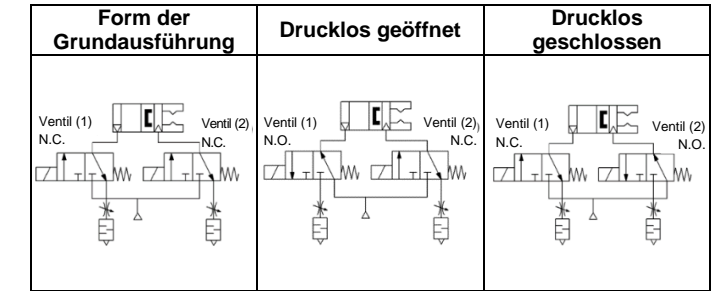 Form der
Grundausführung
Drucklos geöffnet
Drucklos
geschlossen
Ventil (1)
N.C.
Ventil (2)
N.C.
Ventil (1)
N.O.
Ventil (2)
N.C.
Ventil (1)
N.C.
Ventil (2)
N.O.